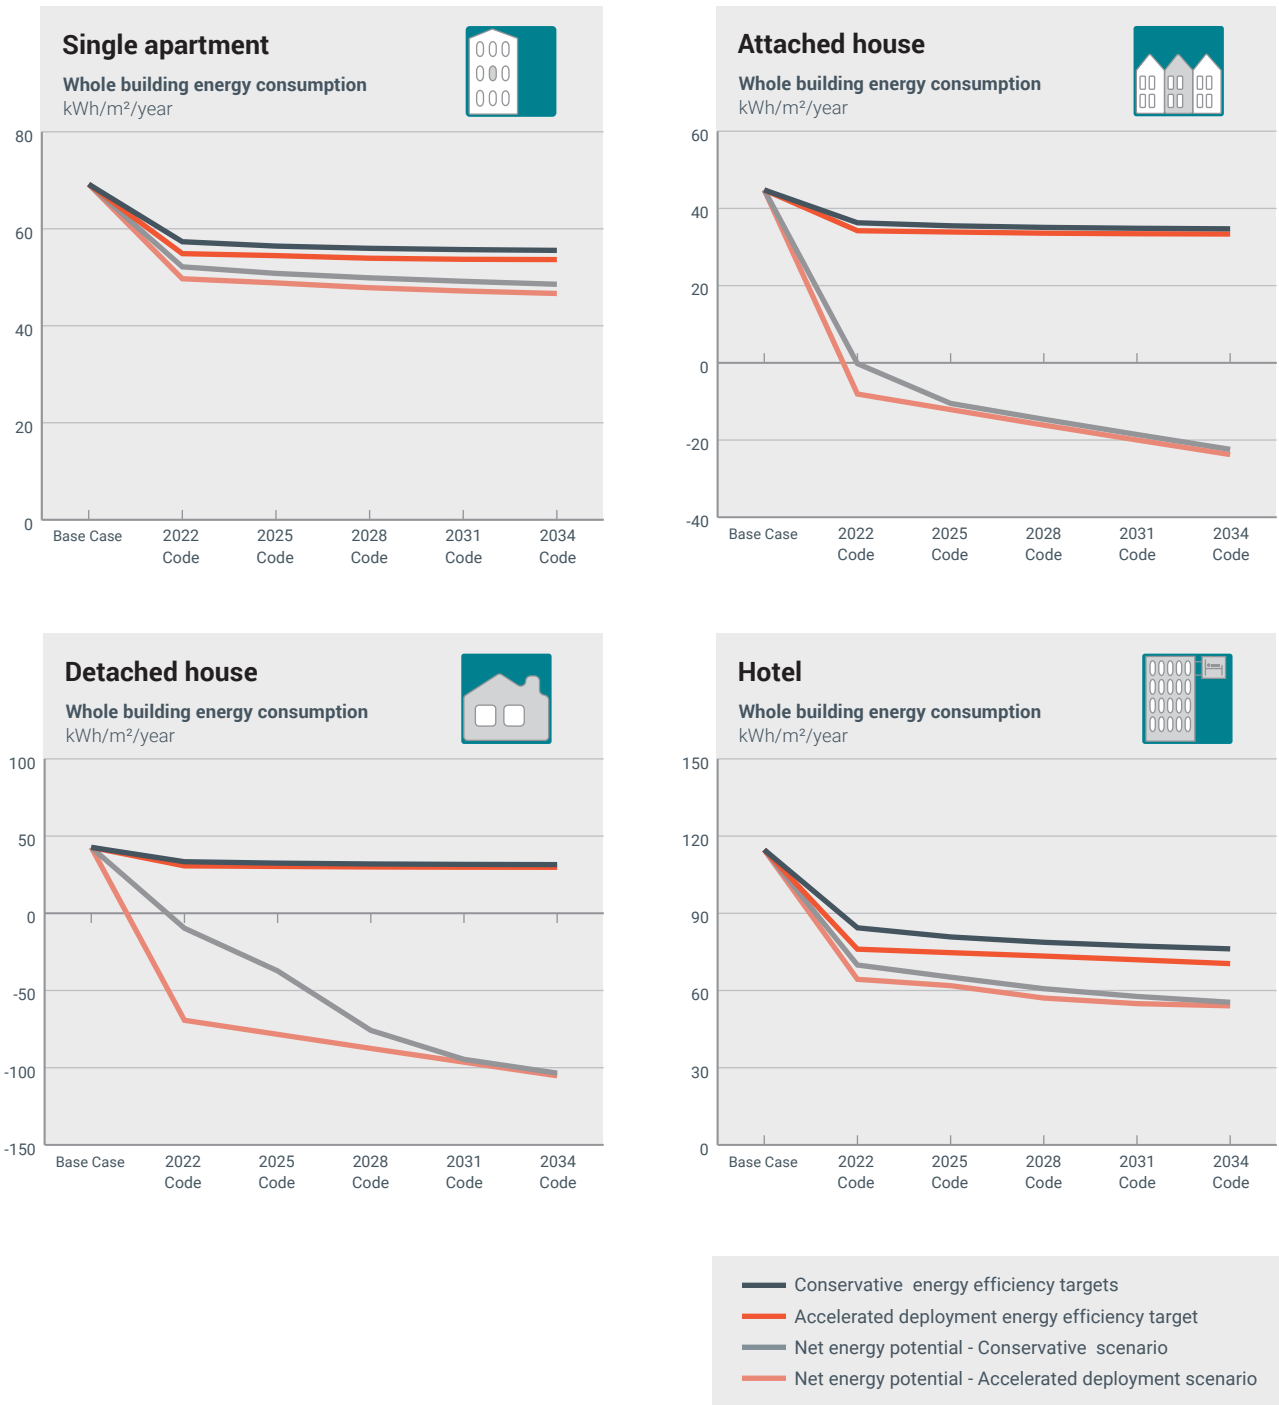 Single apartment
Whole building energy consumption
kWh/m²/year
80
60
40
20
0
Base Case
2022 Code
2025 Code
2028 Code
2031 Code
2034 Code
Attached house
Whole building energy consumption
kWh/m²/year
60
40
20
0
-20
-40
Base Case
2022 Code
2025 Code
2028 Code
2031 Code
2034 Code
Detached house
Whole building energy consumption
kWh/m²/year
100
50
0
-50
-100
-150
Base Case
2022 Code
2025 Code
2028 Code
2031 Code
2034 Code
Hotel
Whole building energy consumption
kWh/m²/year
150
120
90
60
30
0
Base Case
2022 Code
2025 Code
2028 Code
2031 Code
2034 Code
Conservative energy efficiency targets
Accelerated deployment energy efficiency target
Net energy potential - Conservative scenario
Net energy potential - Accelerated deployment scenario